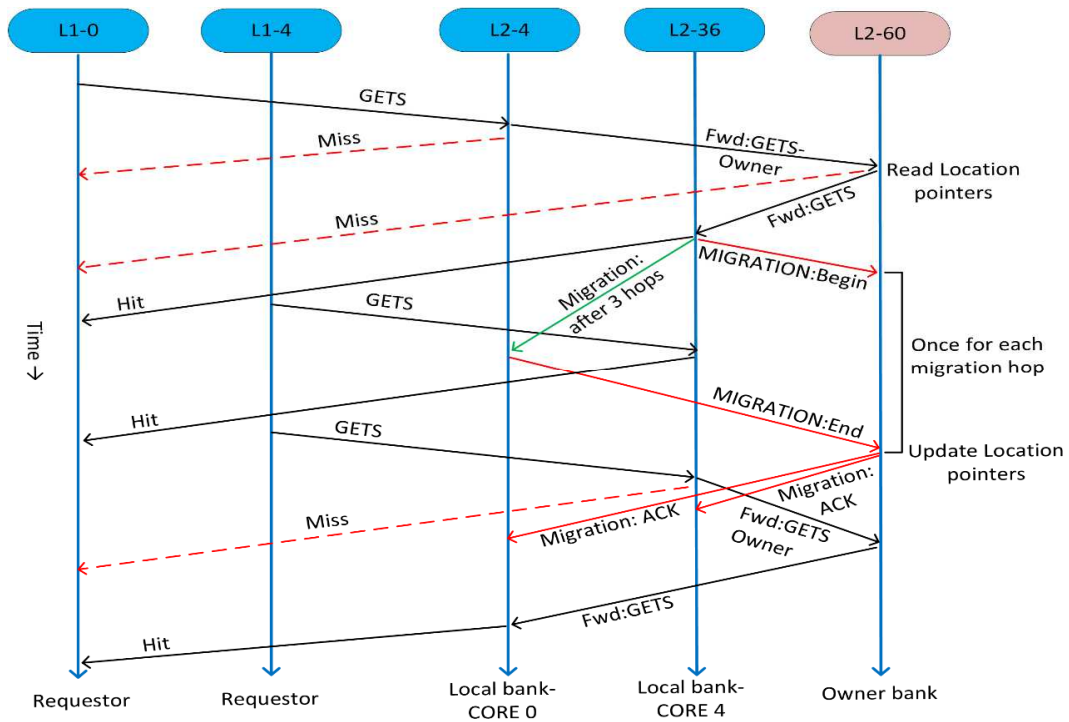 L1-0
L1-4
L2-4
L2-36
L2-60
GETS
Miss
Fwd:GETS-
Owner
Read Location
pointers
Miss
Fwd:GETS
MIGRATION:Begin
Migration:
after 3 hops
Hit
GETS
Time →
Once for each
migration hop
MIGRATION:End
Hit
GETS
Update Location
pointers
Migration:
ACK
Miss
Migration: ACK
Fwd:GETS
Owner
Fwd:GETS
Hit
Requestor
Requestor
Local bank-
CORE 0
Local bank-
CORE 4
Owner bank